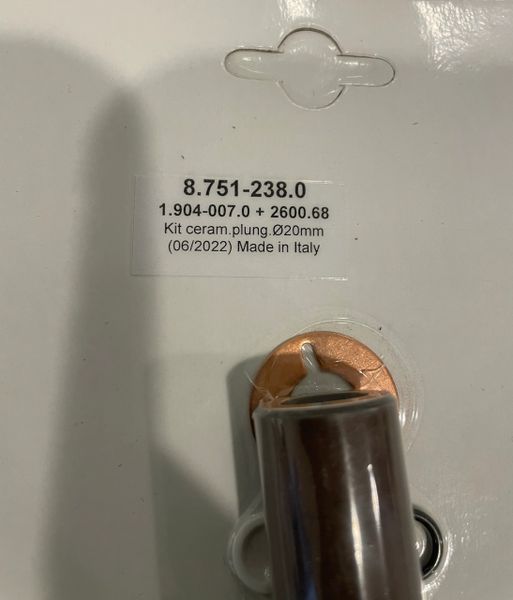 8.751-238.0
1.904-007.0 + 2600.68
Kit ceram.plung.Ø20mm
(06/2022) Made in Italy